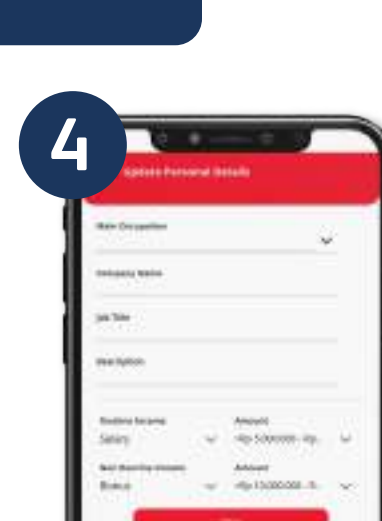 4
Update Personal Details
Main Occupation
Company Name
Job Title
Description
Routine Income Amount
Salary
Non Routine Income Amount
Bonus